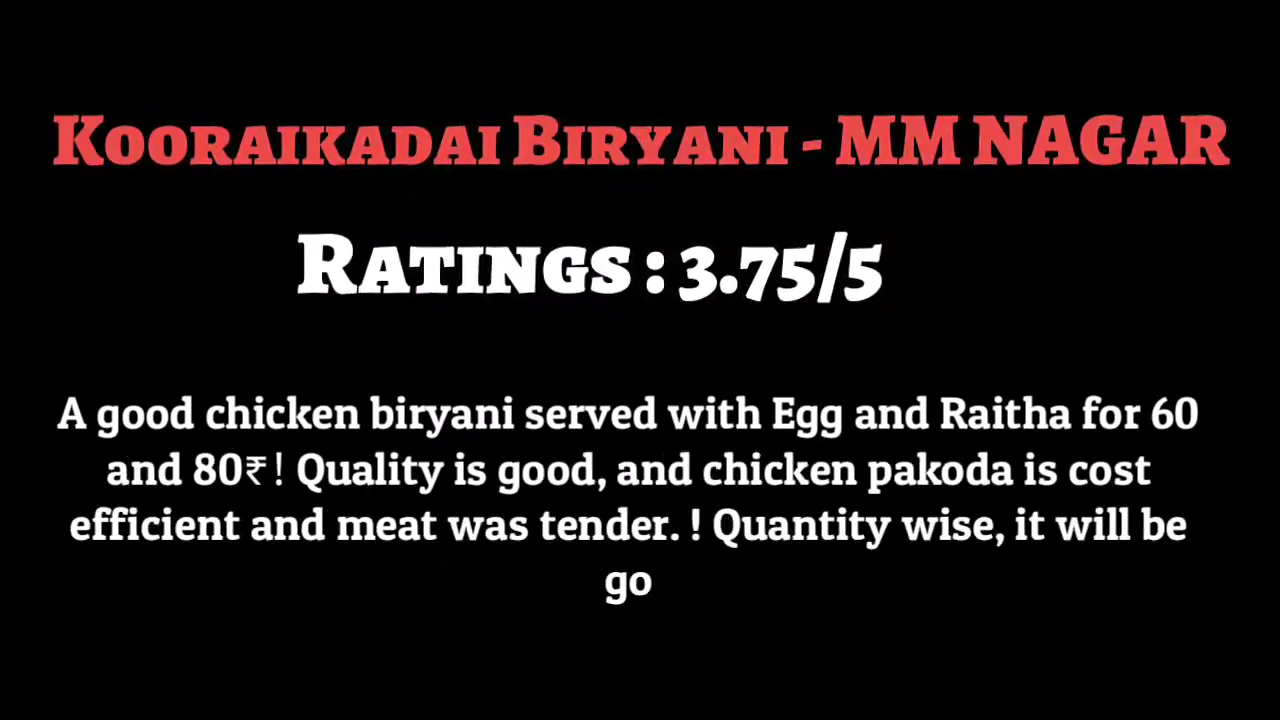 Kooraikadai Biryani - MM NAGAR
Ratings : 3.75/5
A good chicken biryani served with Egg and Raitha for 60
and 80₹ ! Quality is good, and chicken pakoda is cost
efficient and meat was tender. ! Quantity wise, it will be
go